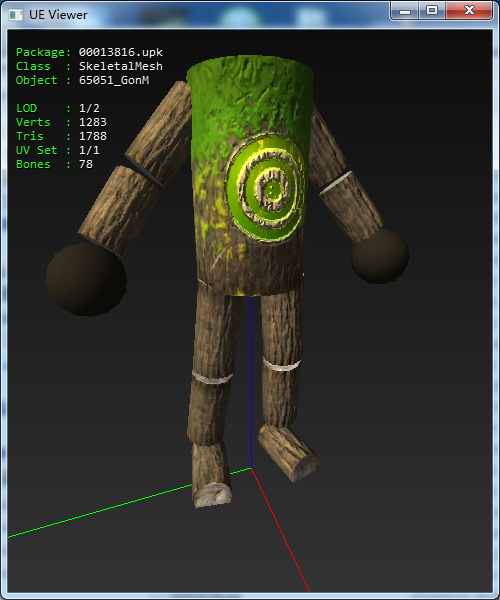 UE Viewer
Package: 00013816.upk
Class : SkeletalMesh
Object : 65051_GonM
LOD : 1/2
Verts : 1283
Tris : 1788
UV Set : 1/1
Bones : 78